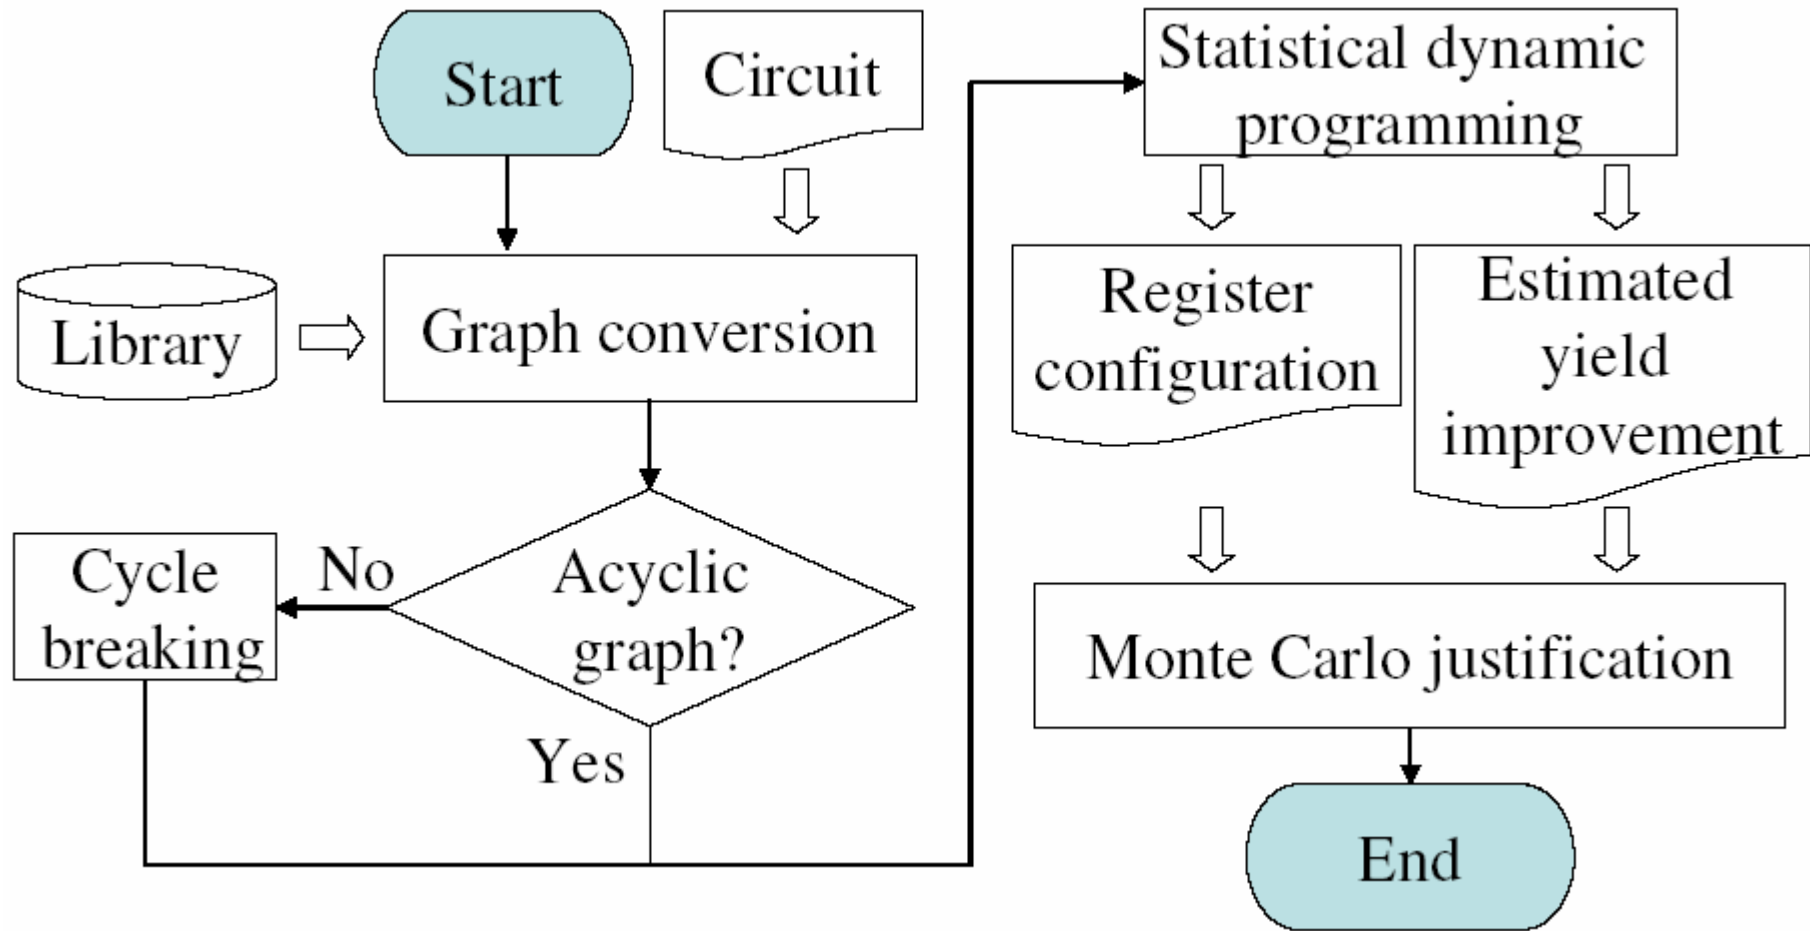 Start
Circuit
Library
Graph conversion
Acyclic
graph?
No
Cycle
breaking
Yes
Statistical dynamic
programming
Register
configuration
Estimated
yield
improvement
Monte Carlo justification
End